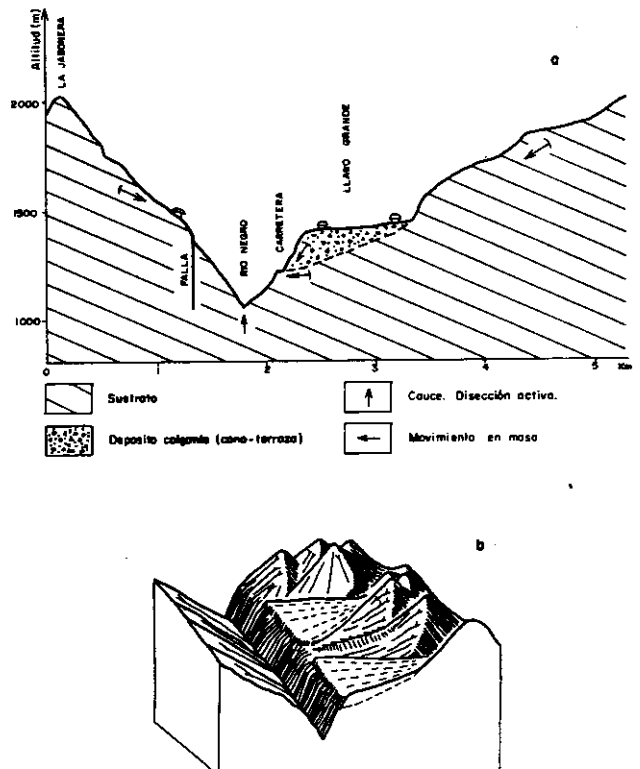 Altitud (m)
LA JABONERA
a
2000
1500
1000
FALLA
RIO NEGRO
CARRETERA
LLANO GRANDE
0
1
2
3
4
5
Km
Sustrato
Cauce. Disección activa.
Deposito colgante (cono-terraza)
Movimiento en masa
b